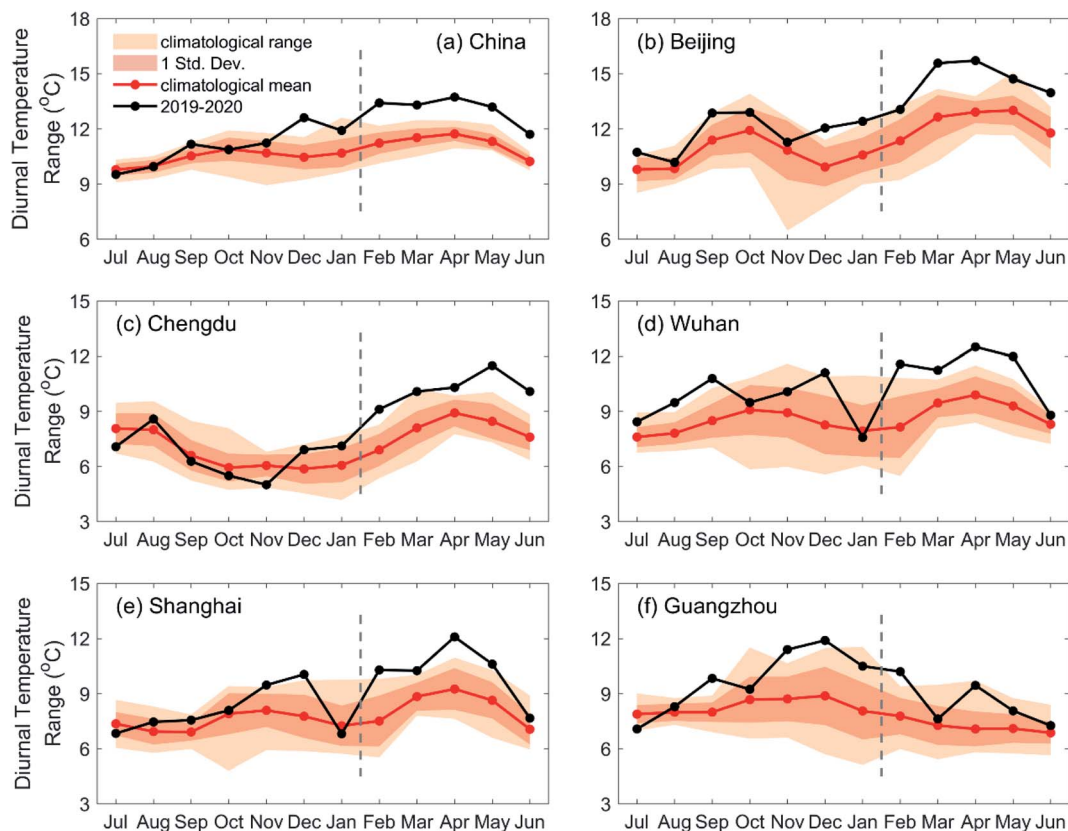 18
15
12
9
6
Diurnal Temperature
Range (°C)
climatological range
1 Std. Dev.
climatological mean
2019-2020
(a) China
Jul Aug Sep Oct Nov Dec Jan Feb Mar Apr May Jun
18
15
12
9
6
(b) Beijing
Jul Aug Sep Oct Nov Dec Jan Feb Mar Apr May Jun
15
12
9
6
3
Diurnal Temperature
Range (°C)
(c) Chengdu
Jul Aug Sep Oct Nov Dec Jan Feb Mar Apr May Jun
15
12
9
6
3
(d) Wuhan
Jul Aug Sep Oct Nov Dec Jan Feb Mar Apr May Jun
15
12
9
6
3
Diurnal Temperature
Range (°C)
(e) Shanghai
Jul Aug Sep Oct Nov Dec Jan Feb Mar Apr May Jun
15
12
9
6
3
(f) Guangzhou
Jul Aug Sep Oct Nov Dec Jan Feb Mar Apr May Jun